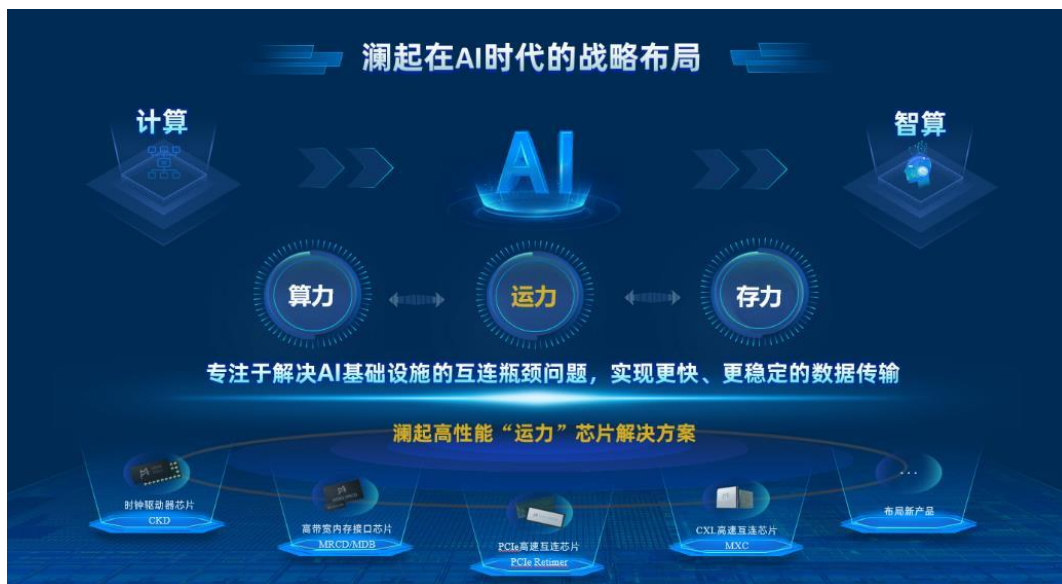 澜起在AI时代的战略布局
计算
AI
智算
算力
运力
存力
专注于解决AI基础设施的互连瓶颈问题，实现更快、更稳定的数据传输
澜起高性能“运力”芯片解决方案
时钟驱动器芯片
CKD
高带宽内存接口芯片
MRCD/MDB
PCIe高速互连芯片
PCIe Retimer
CXL高速互连芯片
MXC
...
布局新产品